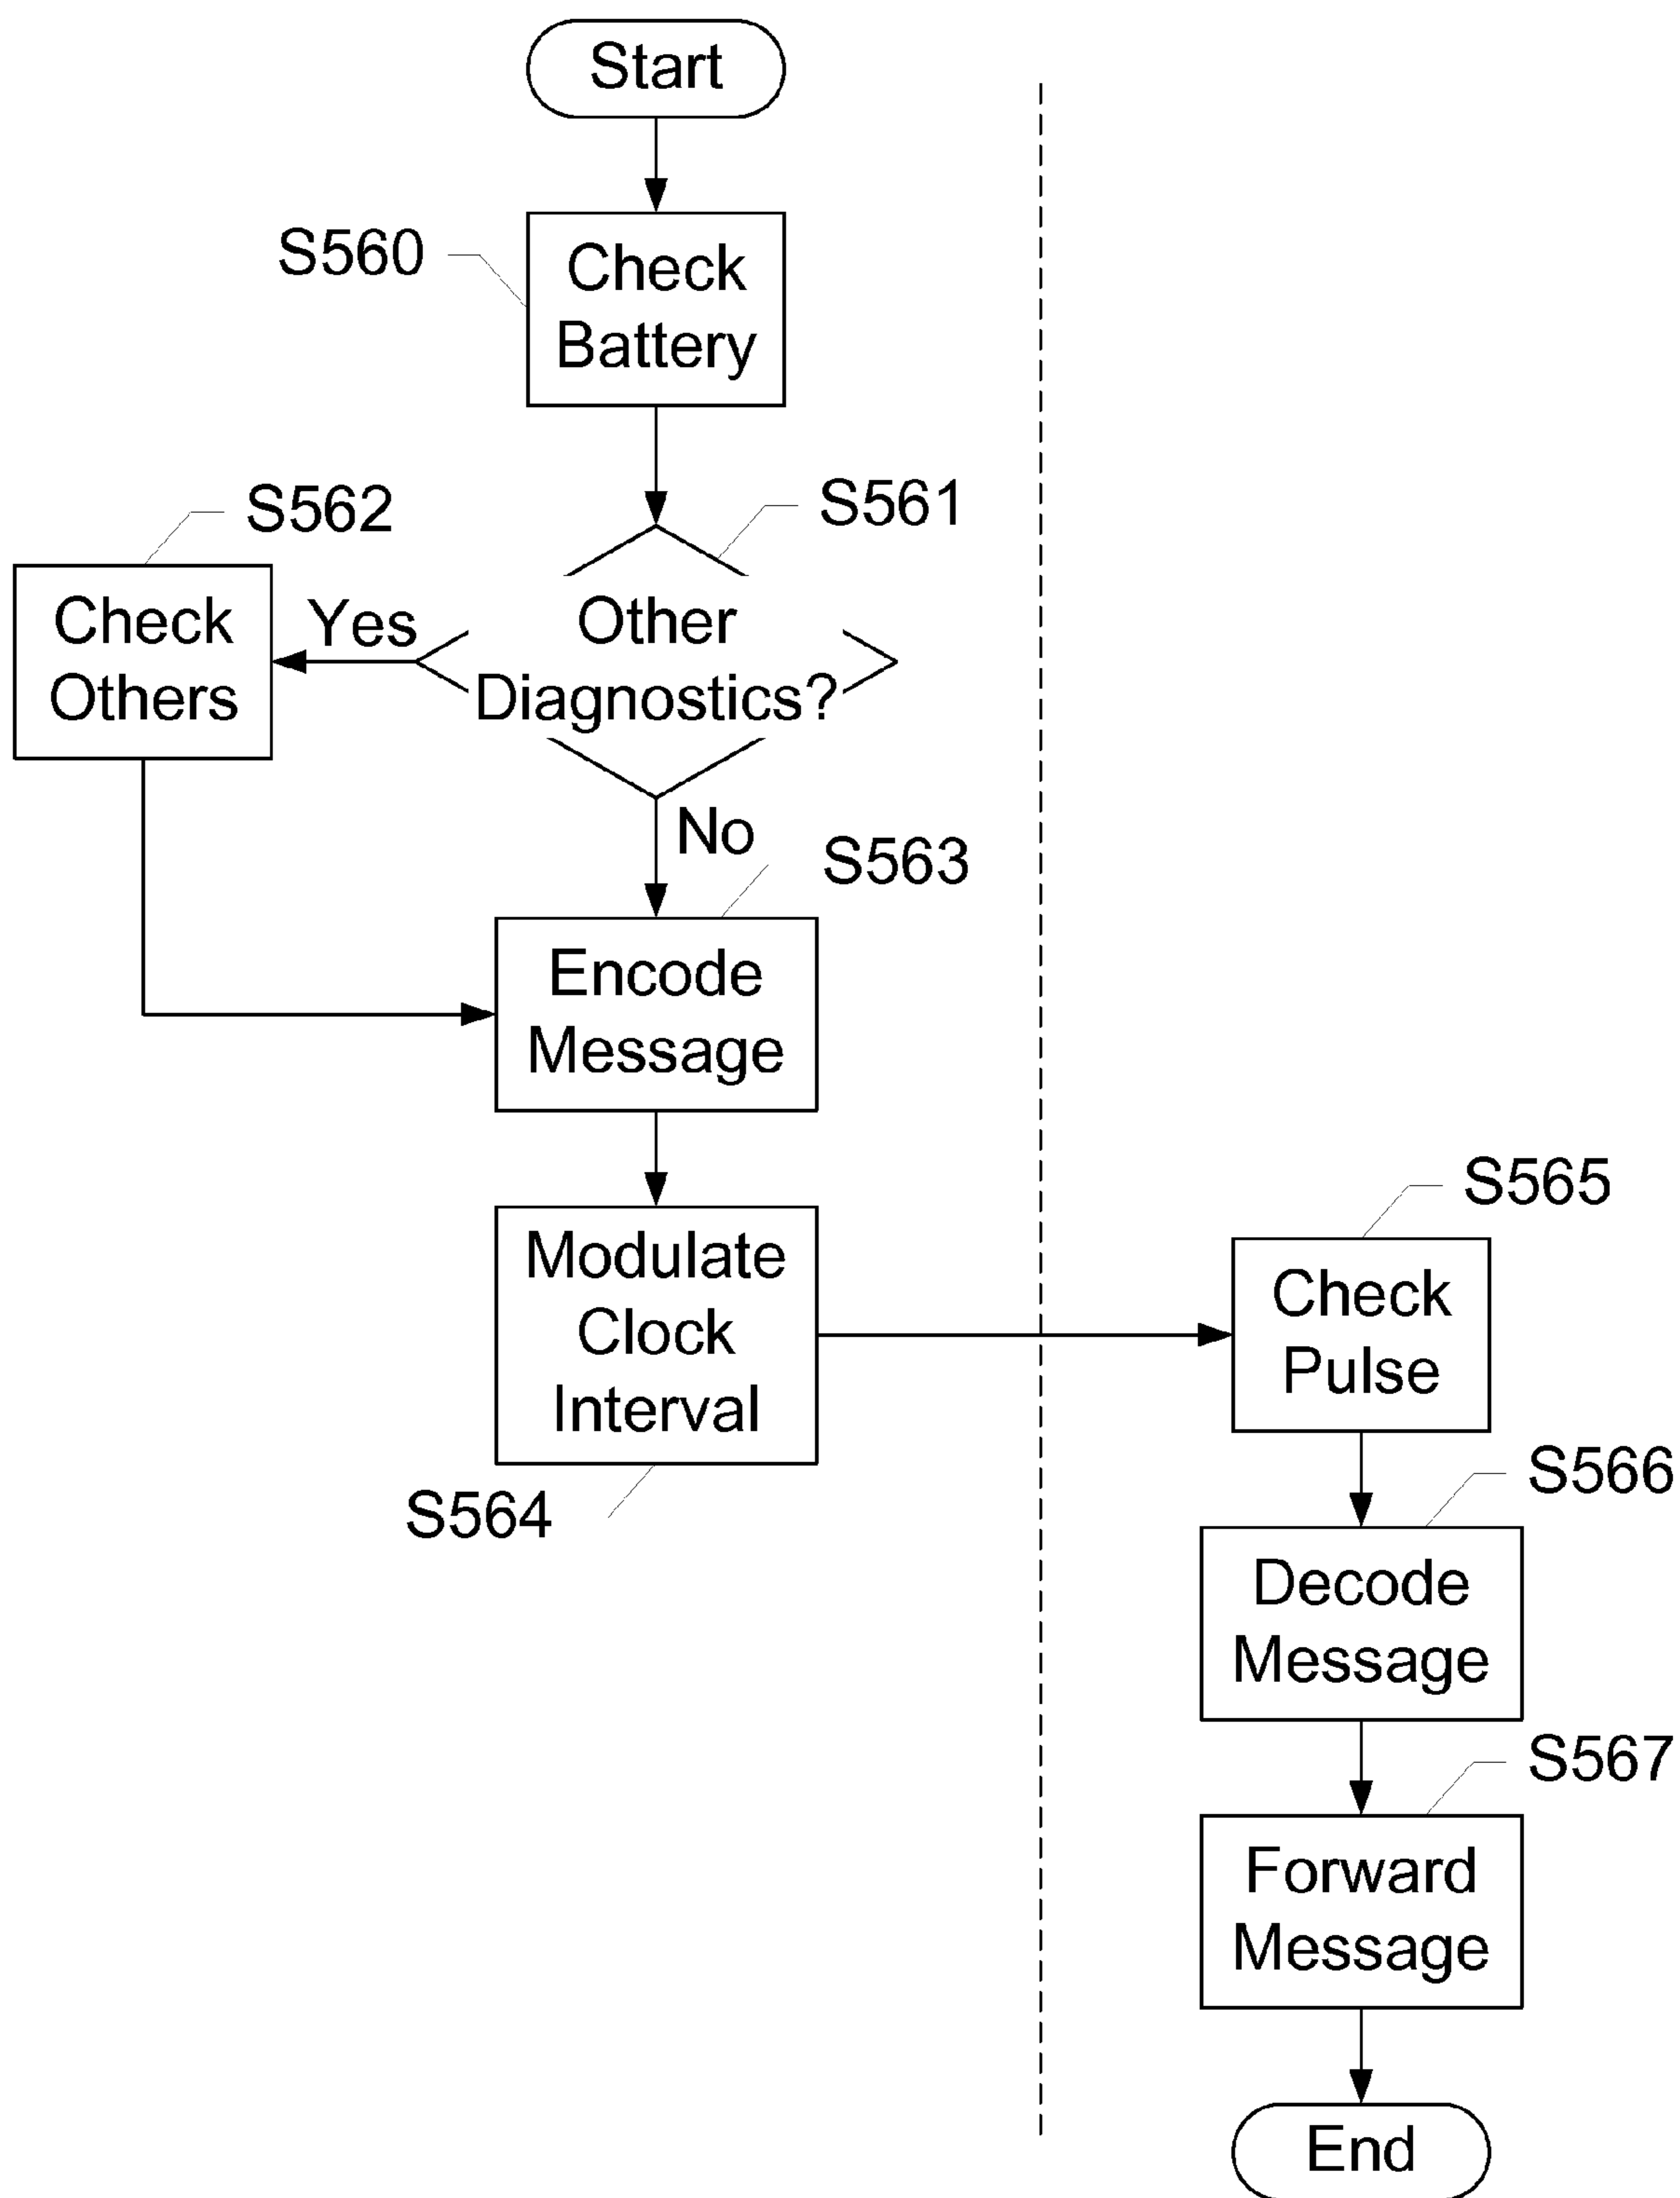 Start
S560
Check
Battery
S562
S561
Check
Others
Yes
Other
Diagnostics?
No
S563
Encode
Message
Modulate
Clock
Interval
S564
S565
Check
Pulse
S566
Decode
Message
S567
Forward
Message
End